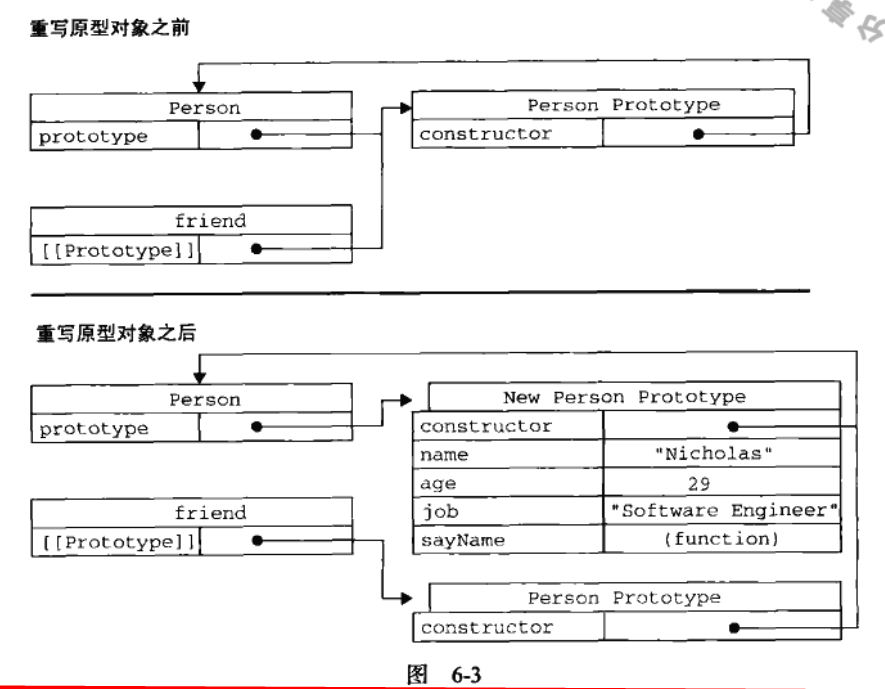 分享
重写原型对象之前
Person
prototype
Person Prototype
constructor
friend
[[Prototype]]
重写原型对象之后
Person
prototype
New Person Prototype
constructor
name "Nicholas"
age 29
job "Software Engineer"
sayName (function)
friend
[[Prototype]]
Person Prototype
constructor
图 6-3